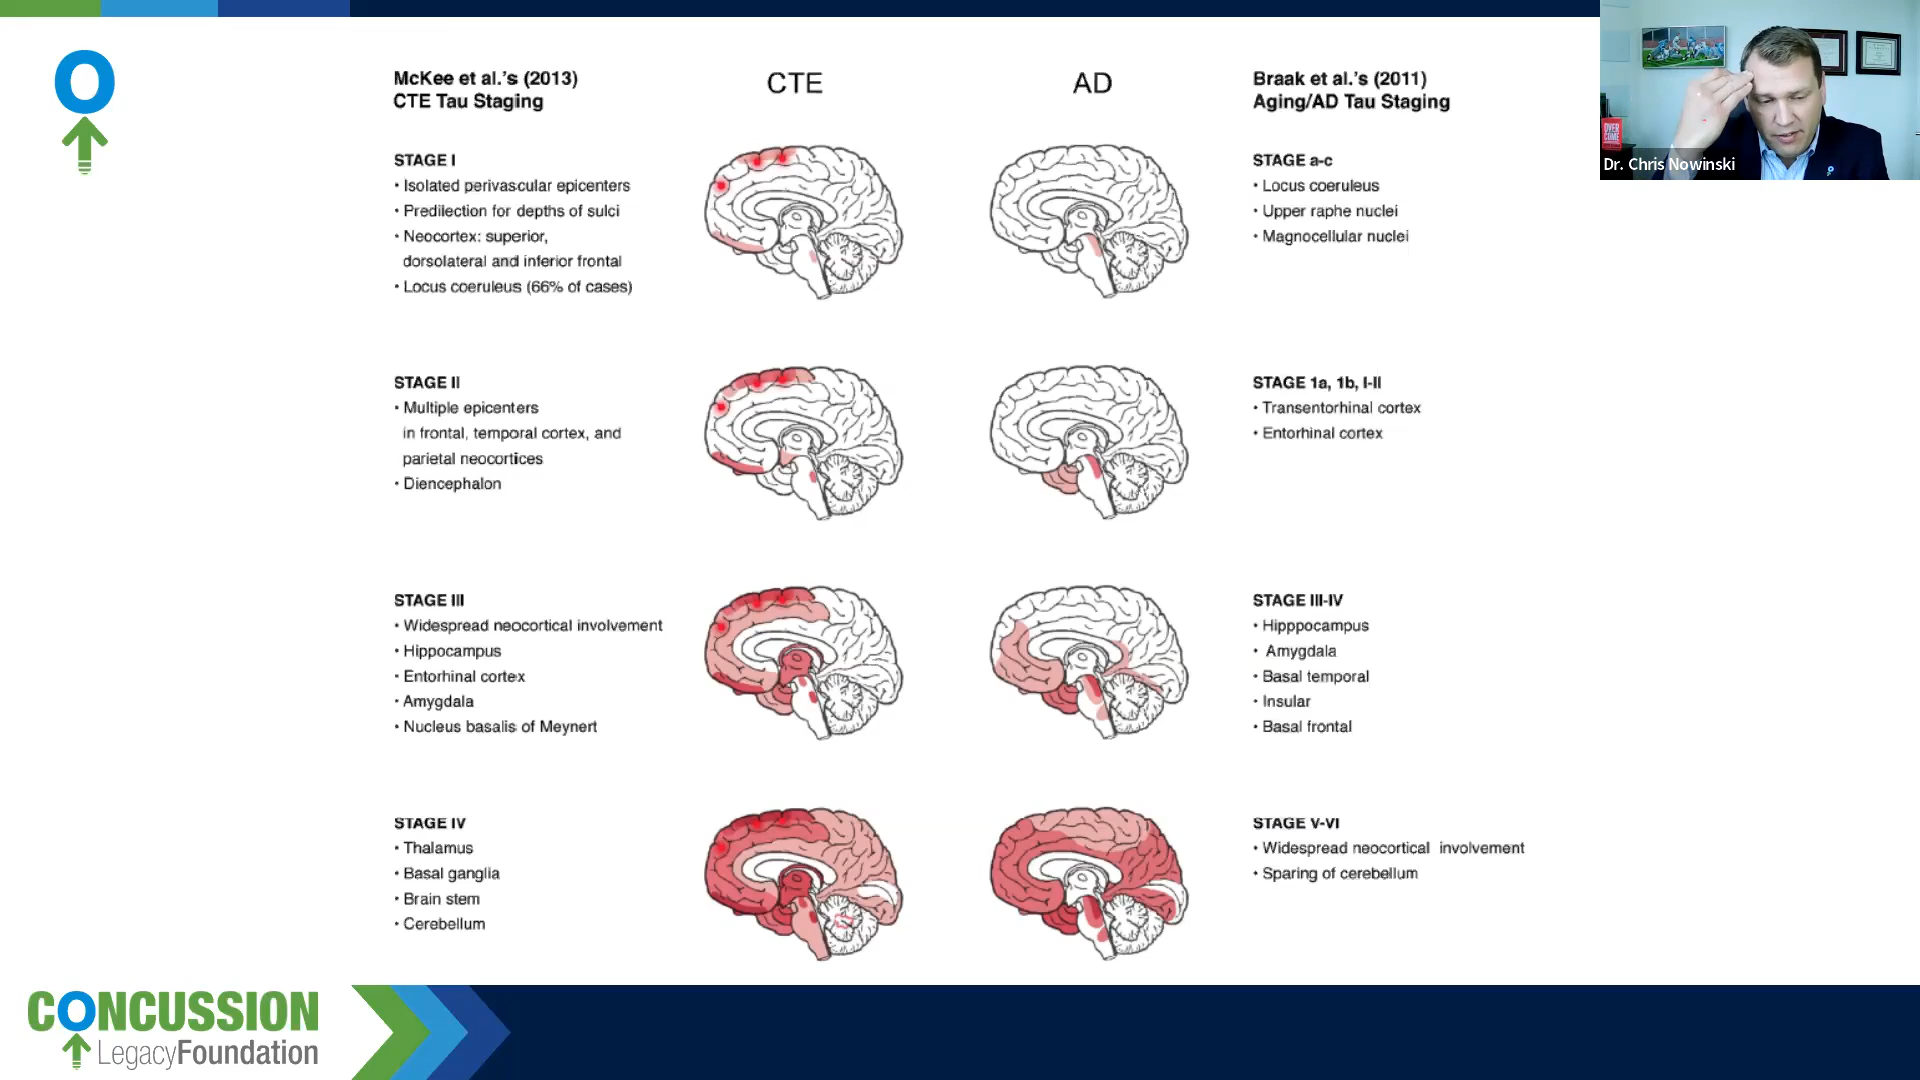 McKee et al.'s (2013)
CTE Tau Staging
CTE
AD
Braak et al.'s (2011)
Aging/AD Tau Staging
OVER
COME
Dr. Chris Nowinski
STAGE I
• Isolated perivascular epicenters
• Predilection for depths of sulci
• Neocortex: superior,
dorsolateral and inferior frontal
• Locus coeruleus (66% of cases)
STAGE a-c
• Locus coeruleus
• Upper raphe nuclei
• Magnocellular nuclei
STAGE II
• Multiple epicenters
in frontal, temporal cortex, and
parietal neocortices
• Diencephalon
STAGE 1a, 1b, I-II
• Transentorhinal cortex
• Entorhinal cortex
STAGE III
• Widespread neocortical involvement
• Hippocampus
• Entorhinal cortex
• Amygdala
• Nucleus basalis of Meynert
STAGE III-IV
• Hipppocampus
• Amygdala
• Basal temporal
• Insular
• Basal frontal
STAGE IV
• Thalamus
• Basal ganglia
• Brain stem
• Cerebellum
STAGE V-VI
• Widespread neocortical involvement
• Sparing of cerebellum
CONCUSSION
LegacyFoundation